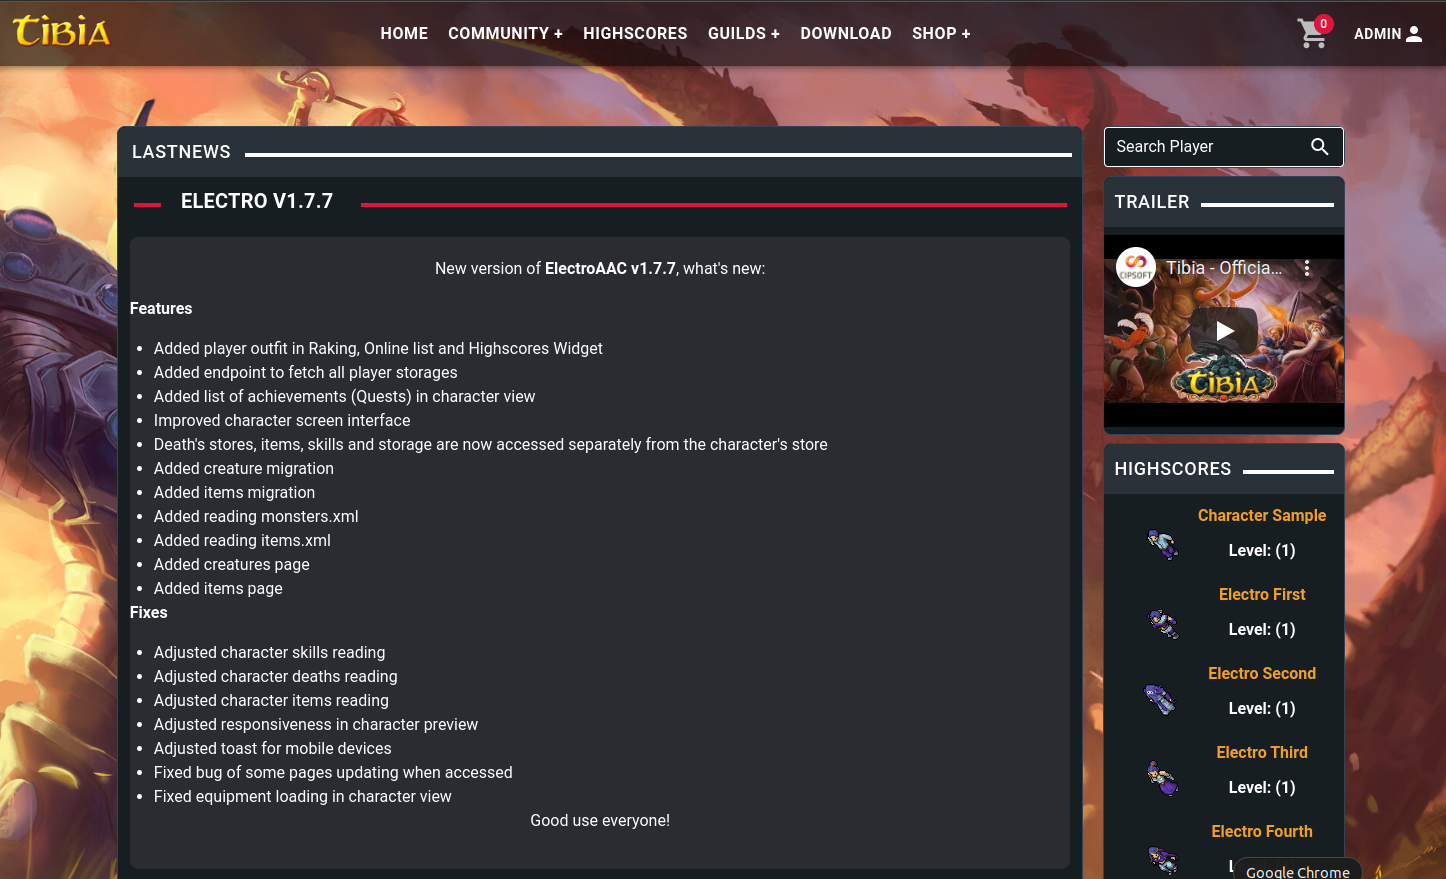 TiBiA
HOME COMMUNITY + HIGHSCORES GUILDS + DOWNLOAD SHOP +
0
ADMIN
LASTNEWS
ELECTRO V1.7.7
New version of ElectroAAC v1.7.7, what's new:
Features
• Added player outfit in Raking, Online list and Highscores Widget
• Added endpoint to fetch all player storages
• Added list of achievements (Quests) in character view
• Improved character screen interface
• Death's stores, items, skills and storage are now accessed separately from the character's store
• Added creature migration
• Added items migration
• Added reading monsters.xml
• Added reading items.xml
• Added creatures page
• Added items page
Fixes
• Adjusted character skills reading
• Adjusted character deaths reading
• Adjusted character items reading
• Adjusted responsiveness in character preview
• Adjusted toast for mobile devices
• Fixed bug of some pages updating when accessed
• Fixed equipment loading in character view
Good use everyone!
Search Player
TRAILER
CIPSOFT
Tibia - Officia...
TiBiA
HIGHSCORES
Character Sample
Level: (1)
Electro First
Level: (1)
Electro Second
Level: (1)
Electro Third
Level: (1)
Electro Fourth
L
Google Chrome